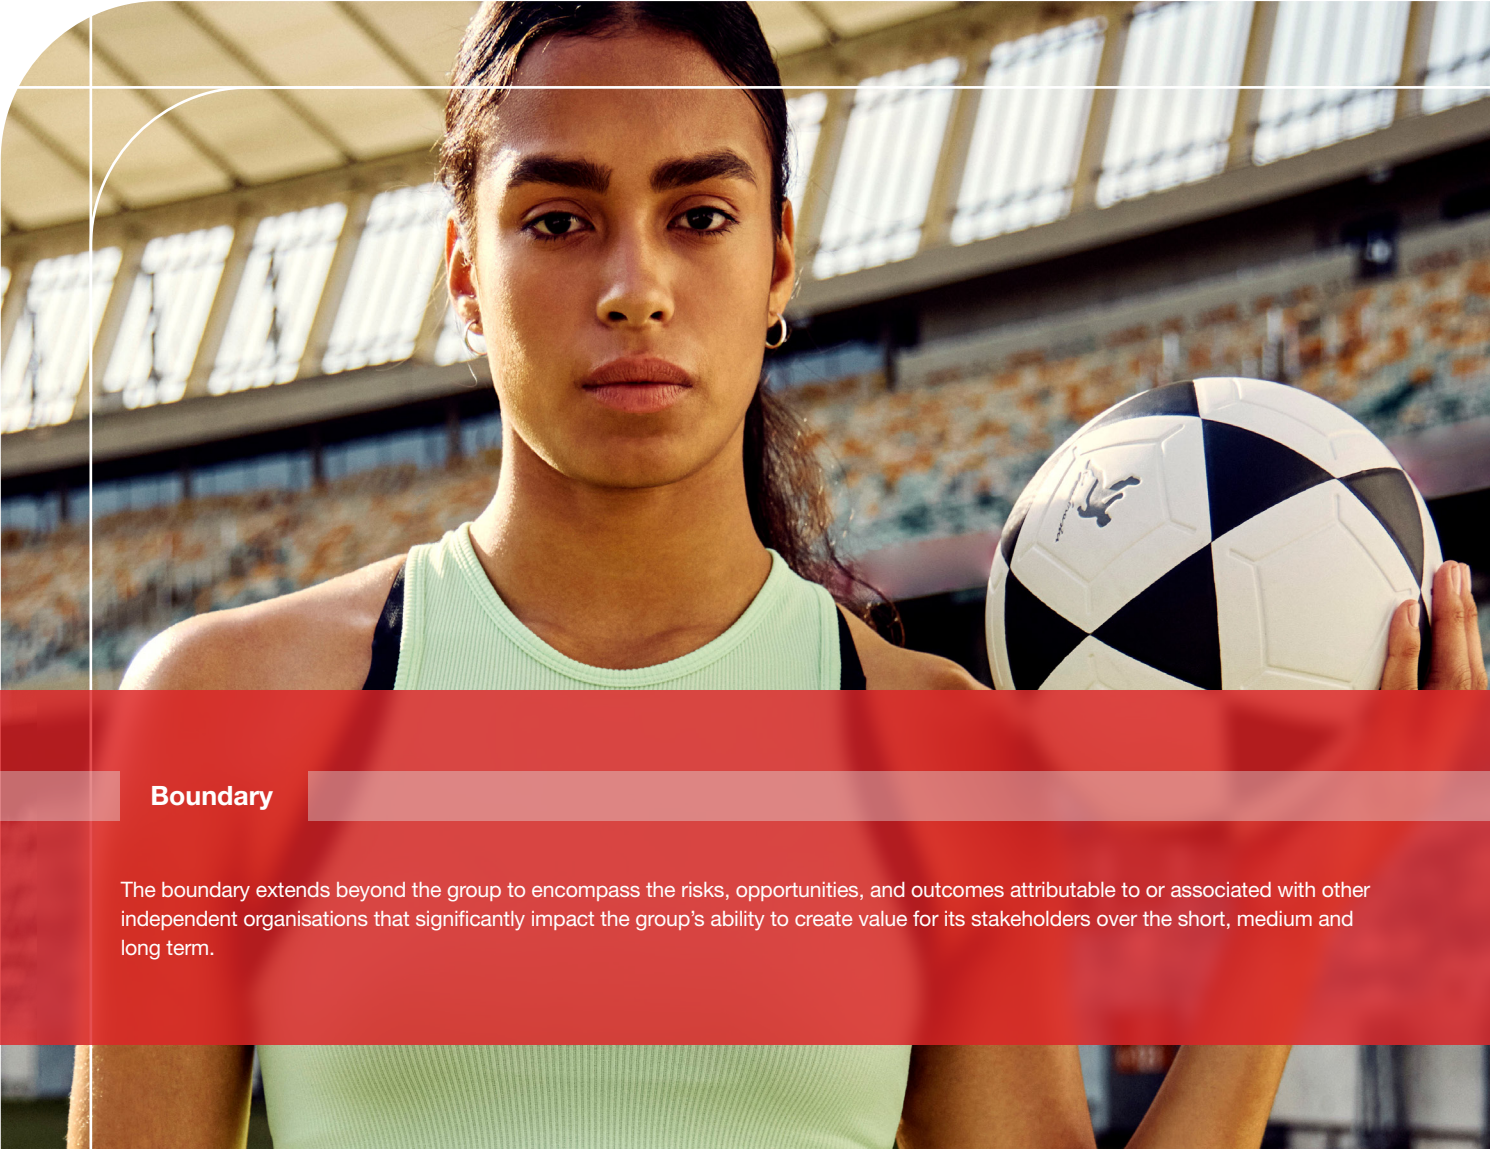 Boundary
The boundary extends beyond the group to encompass the risks, opportunities, and outcomes attributable to or associated with other
independent organisations that significantly impact the group’s ability to create value for its stakeholders over the short, medium and
long term.